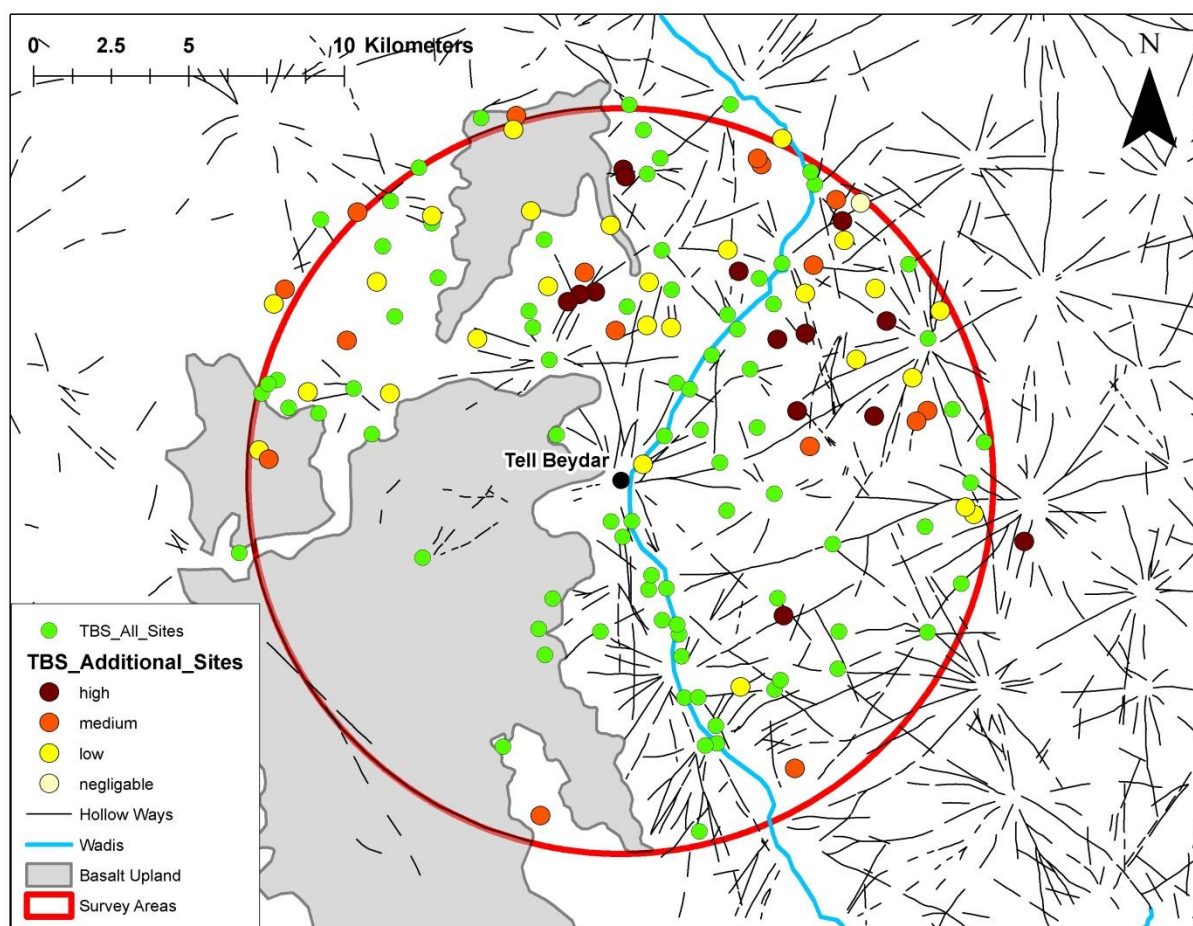 0 2.5 5 10 Kilometers
N
Tell Beydar
TBS_All_Sites
TBS_Additional_Sites
high
medium
low
negligable
Hollow Ways
Wadis
Basalt Upland
Survey Areas